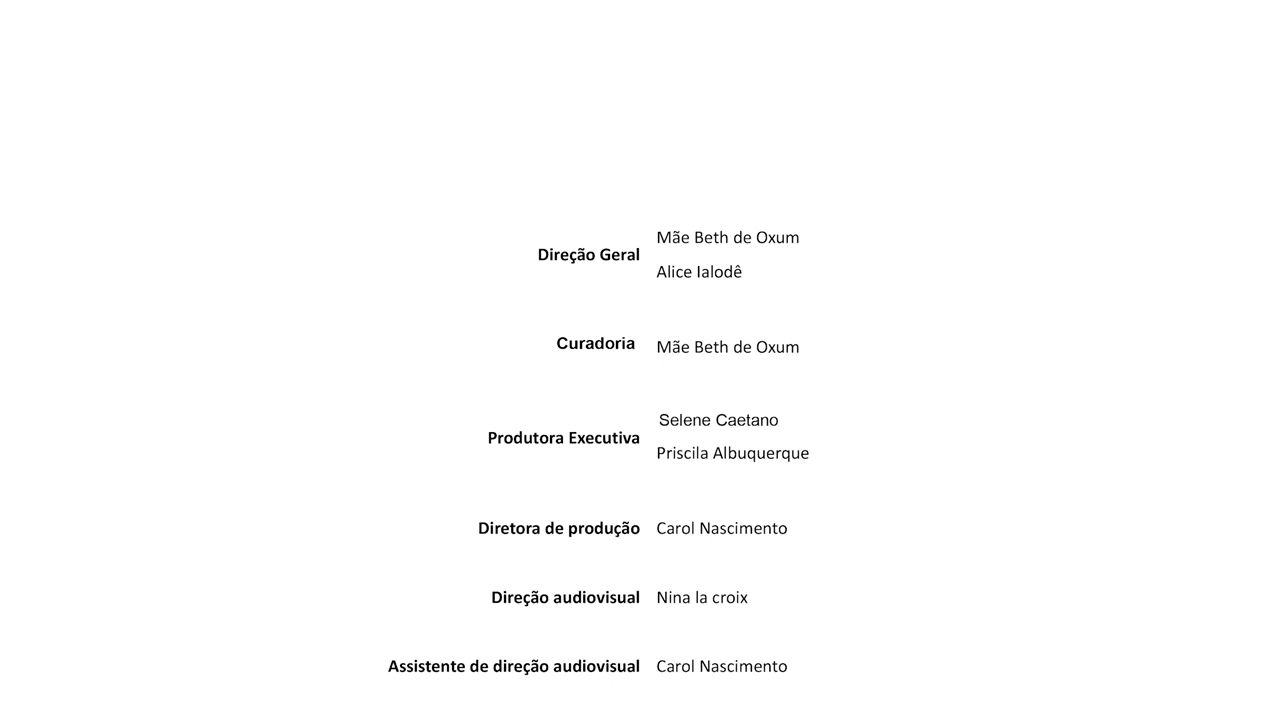 Direção Geral
Mãe Beth de Oxum
Alice Ialodê
Curadoria
Mãe Beth de Oxum
Produtora Executiva
Selene Caetano
Priscila Albuquerque
Diretora de produção
Carol Nascimento
Direção audiovisual
Nina la croix
Assistente de direção audiovisual
Carol Nascimento